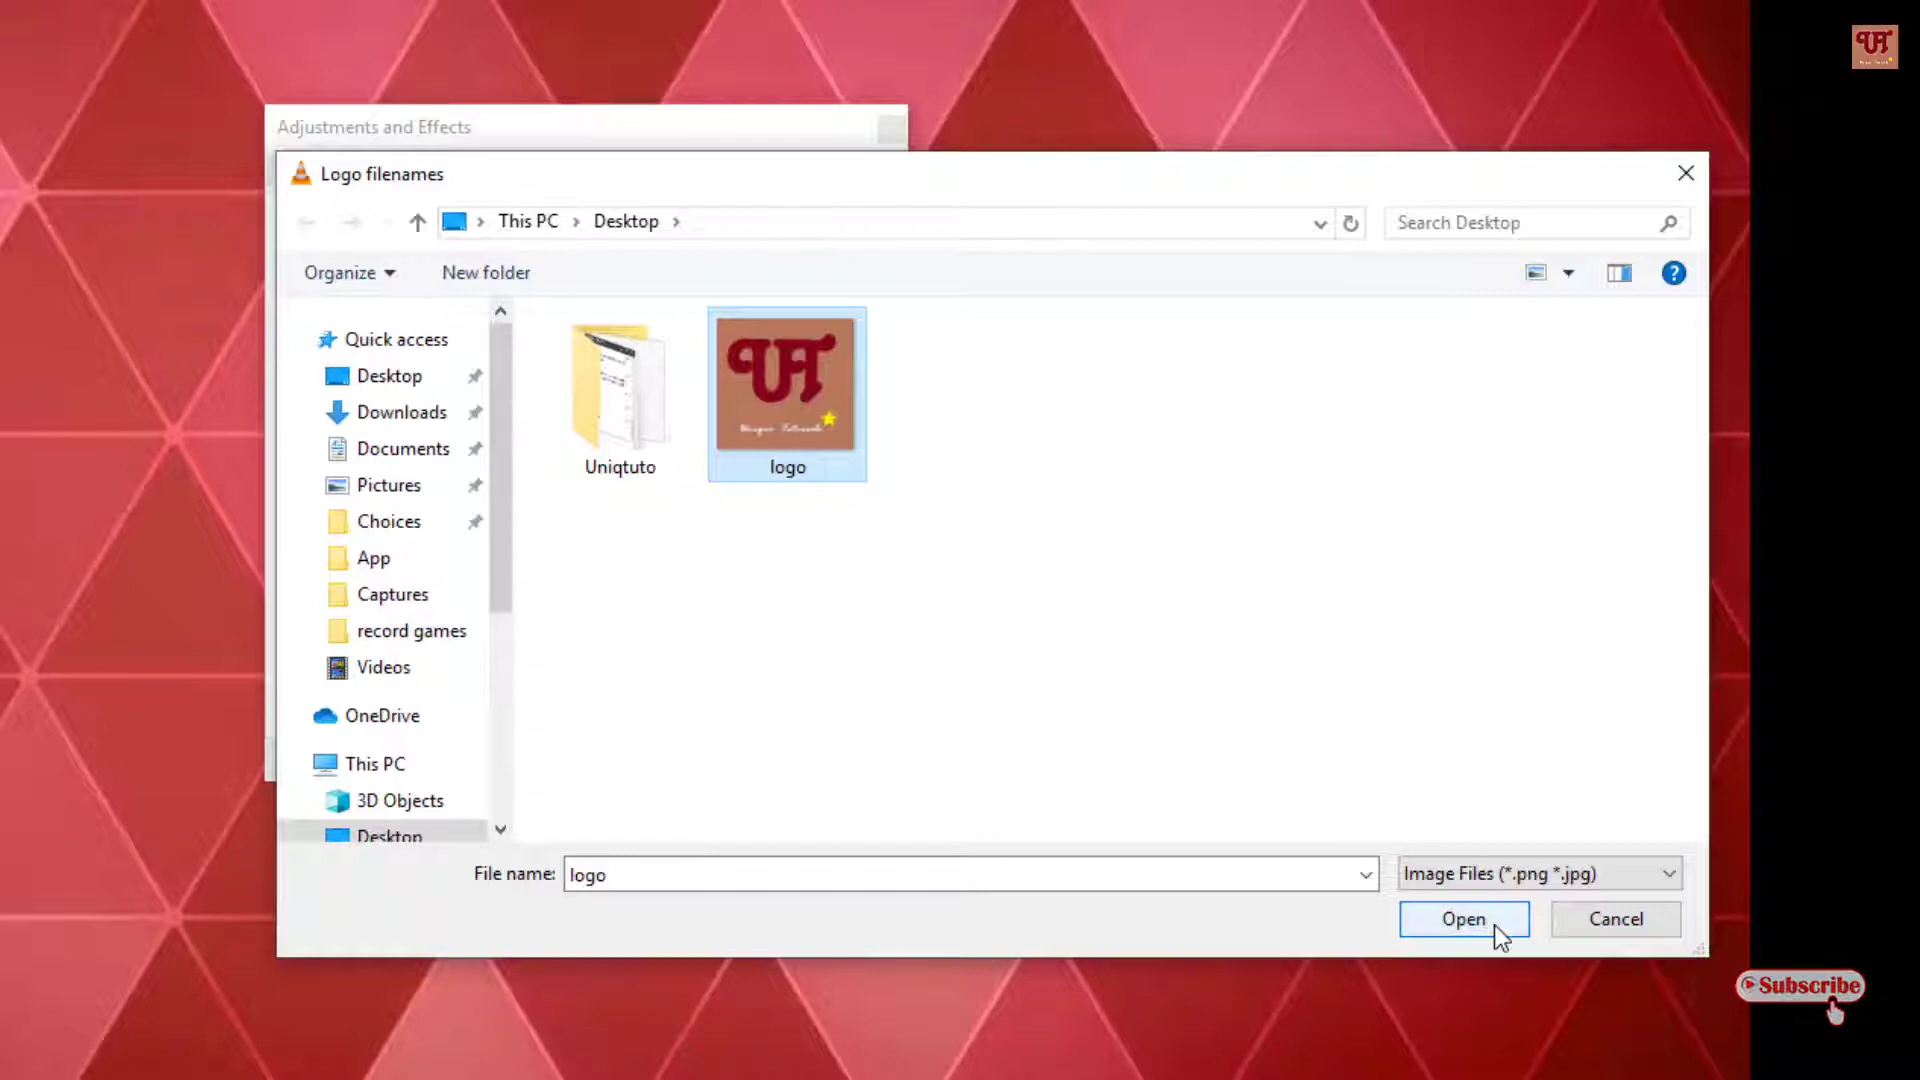 Adjustments and Effects
Logo filenames
This PC
Desktop
Search Desktop
Organize
New folder
Quick access
Desktop
Downloads
Documents
Pictures
Choices
App
Captures
record games
Videos
OneDrive
This PC
3D Objects
Desktop
Uniqtuto
UT
logo
File name:
logo
Image Files (*.png *.jpg)
Open
Cancel
UT
Subscribe